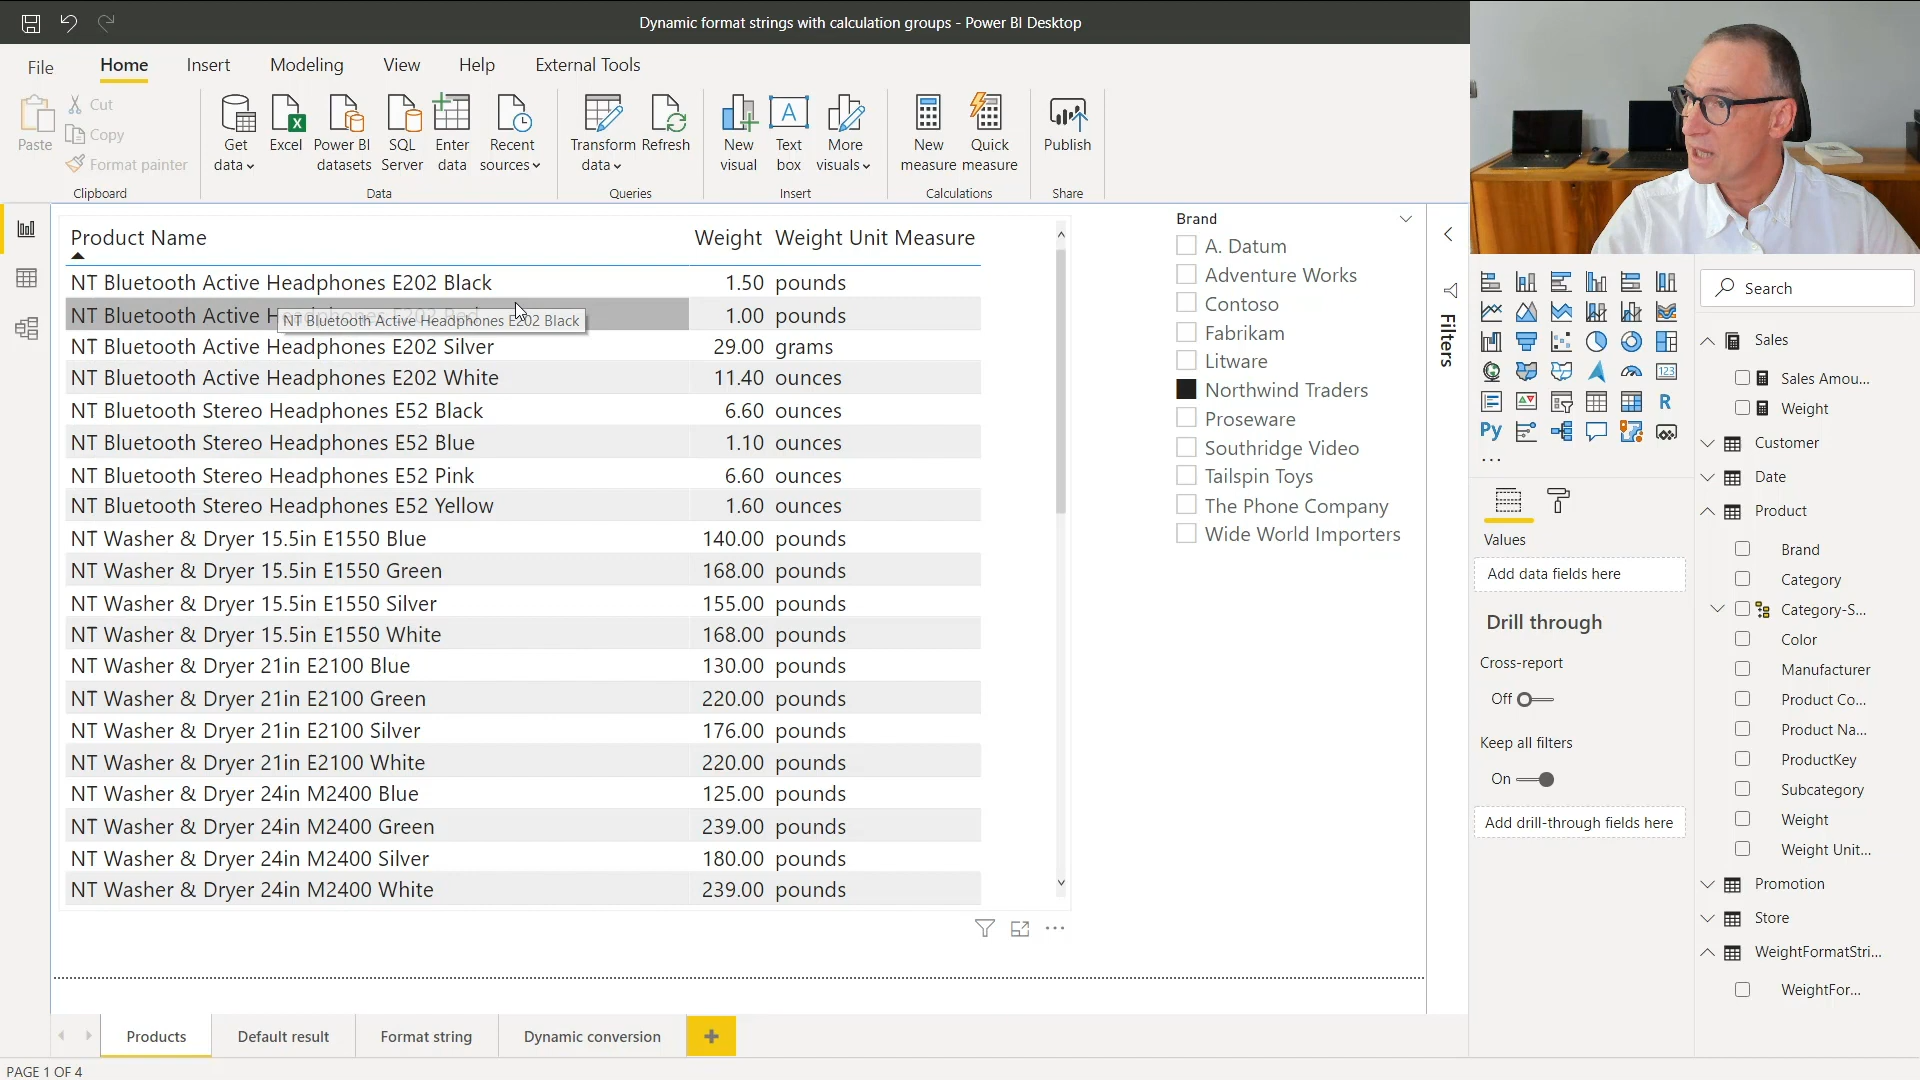 Dynamic format strings with calculation groups - Power BI Desktop
File
Home
Insert
Modeling
View
Help
External Tools
Paste
Cut
Copy
Format painter
Clipboard
Get data
Excel
Power BI datasets
SQL Server
Enter data
Recent sources
Data
Transform data
Refresh
Queries
New visual
Text box
More visuals
Insert
New measure
Quick measure
Calculations
Publish
Share
Product Name Weight Weight Unit Measure
NT Bluetooth Active Headphones E202 Black 1.50 pounds
NT Bluetooth Active Headphones E202 Red 1.00 pounds
NT Bluetooth Active Headphones E202 Black
NT Bluetooth Active Headphones E202 Silver 29.00 grams
NT Bluetooth Active Headphones E202 White 11.40 ounces
NT Bluetooth Stereo Headphones E52 Black 6.60 ounces
NT Bluetooth Stereo Headphones E52 Blue 1.10 ounces
NT Bluetooth Stereo Headphones E52 Pink 6.60 ounces
NT Bluetooth Stereo Headphones E52 Yellow 1.60 ounces
NT Washer & Dryer 15.5in E1550 Blue 140.00 pounds
NT Washer & Dryer 15.5in E1550 Green 168.00 pounds
NT Washer & Dryer 15.5in E1550 Silver 155.00 pounds
NT Washer & Dryer 15.5in E1550 White 168.00 pounds
NT Washer & Dryer 21in E2100 Blue 130.00 pounds
NT Washer & Dryer 21in E2100 Green 220.00 pounds
NT Washer & Dryer 21in E2100 Silver 176.00 pounds
NT Washer & Dryer 21in E2100 White 220.00 pounds
NT Washer & Dryer 24in M2400 Blue 125.00 pounds
NT Washer & Dryer 24in M2400 Green 239.00 pounds
NT Washer & Dryer 24in M2400 Silver 180.00 pounds
NT Washer & Dryer 24in M2400 White 239.00 pounds
Brand
A. Datum
Adventure Works
Contoso
Fabrikam
Litware
Northwind Traders
Proseware
Southridge Video
Tailspin Toys
The Phone Company
Wide World Importers
Filters
123
R
Py
...
Values
Add data fields here
Drill through
Cross-report
Off
Keep all filters
On
Add drill-through fields here
Search
Sales
Sales Amou...
Weight
Customer
Date
Product
Brand
Category
Category-S...
Color
Manufacturer
Product Co...
Product Na...
ProductKey
Subcategory
Weight
Weight Unit...
Promotion
Store
WeightFormatStri...
WeightFor...
Products
Default result
Format string
Dynamic conversion
PAGE 1 OF 4